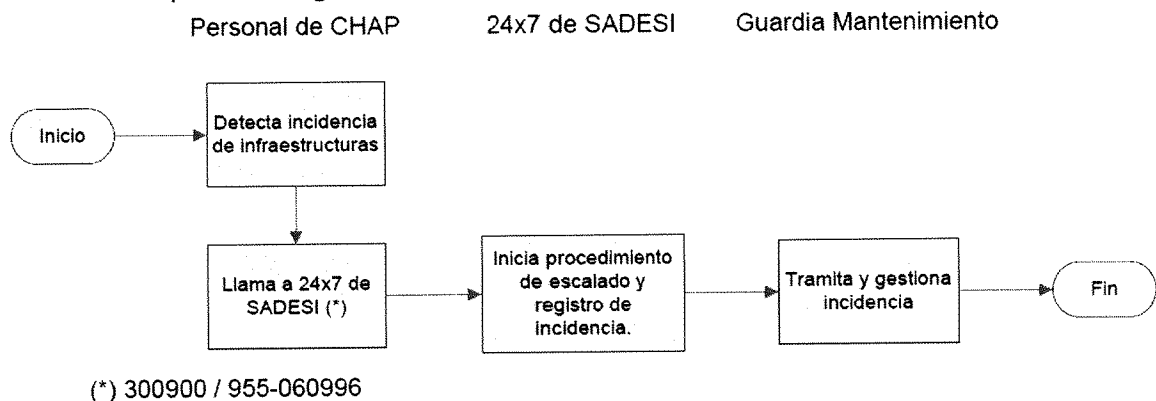 Personal de CHAP
24x7 de SADESI
Guardia Mantenimiento
Inicio
Detecta incidencia
de infraestructuras
Llama a 24x7 de
SADESI (*)
Inicia procedimiento
de escalado y
registro de
incidencia.
Tramita y gestiona
incidencia
Fin
(*) 300900 / 955-060996